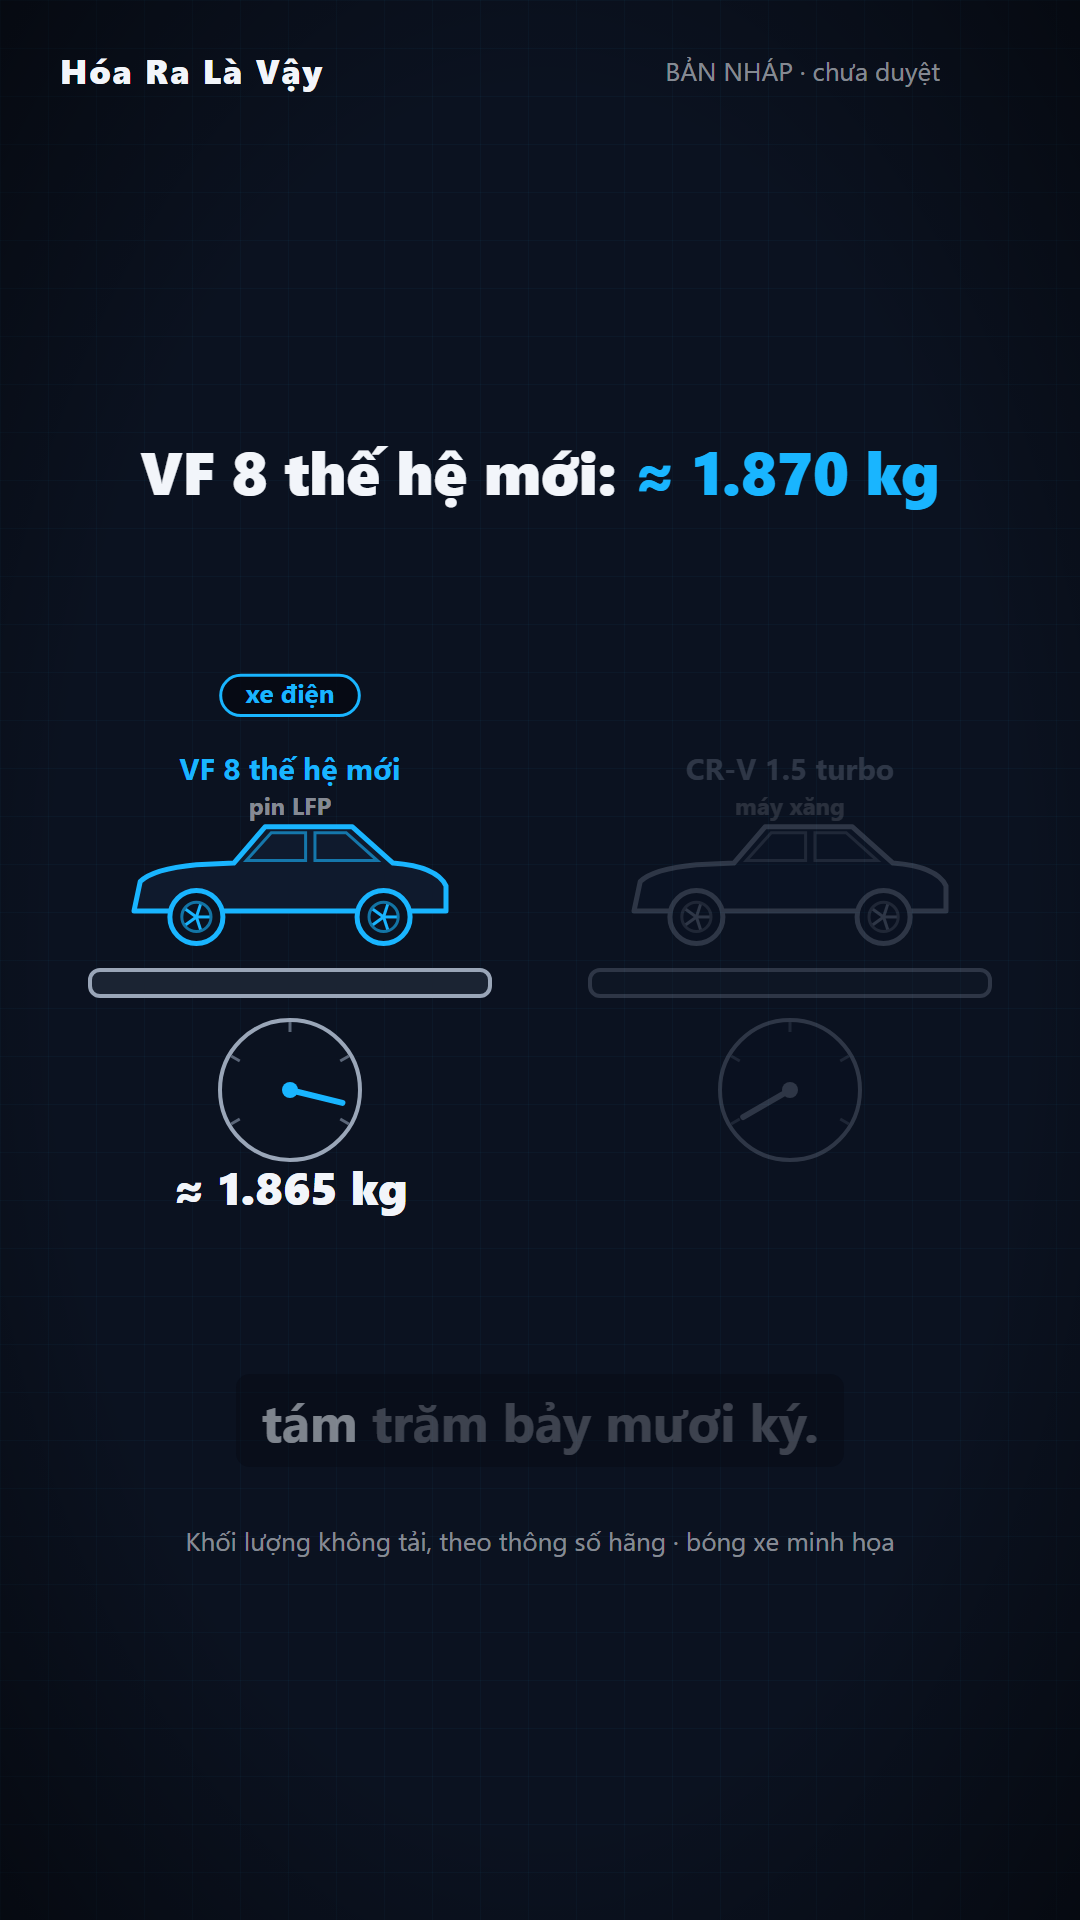 Hóa Ra Là Vậy
BẢN NHÁP · chưa duyệt
VF 8 thế hệ mới: ≈ 1.870 kg
xe điện
VF 8 thế hệ mới
pin LFP
CR-V 1.5 turbo
máy xăng
≈ 1.865 kg
tám trăm bảy mươi ký.
Khối lượng không tải, theo thông số hãng · bóng xe minh họa